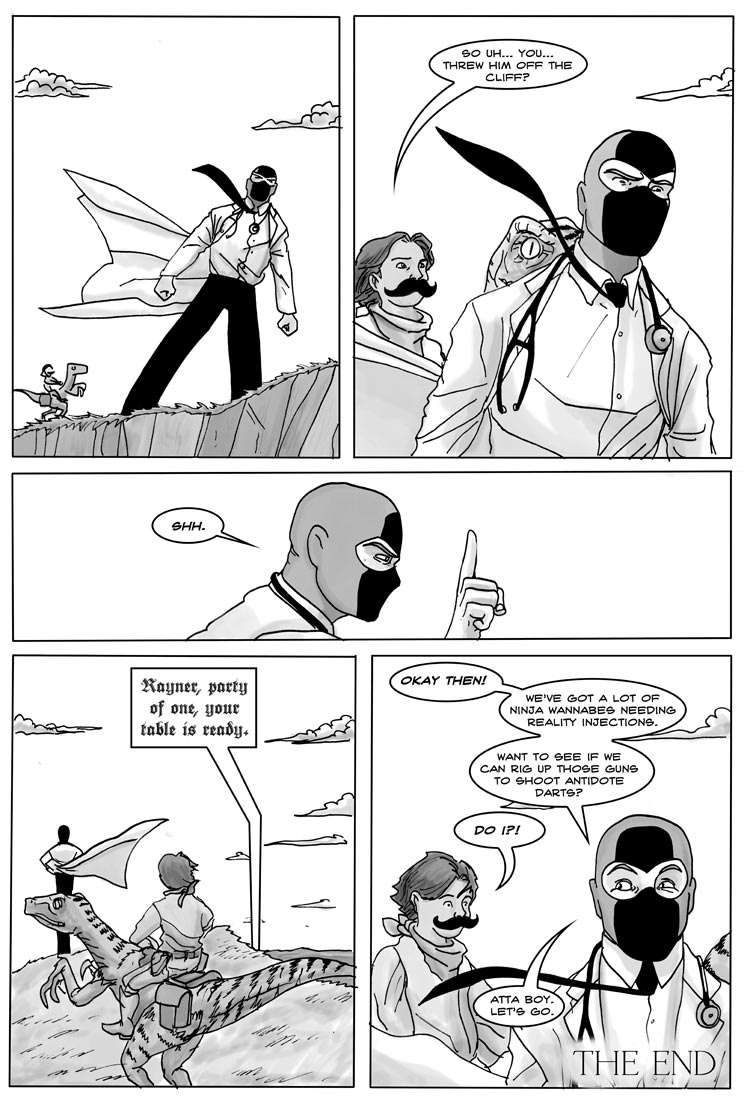 SO UH... YOU...
THREW HIM OFF THE
CLIFF?
SHH.
Rayner, party
of one, your
table is ready.
OKAY THEN!
WE'VE GOT A LOT OF
NINJA WANNABES NEEDING
REALITY INJECTIONS.
WANT TO SEE IF WE
CAN RIG UP THOSE GUNS
TO SHOOT ANTIDOTE
DARTS?
DO I?!
ATTA BOY.
LET'S GO.
THE END